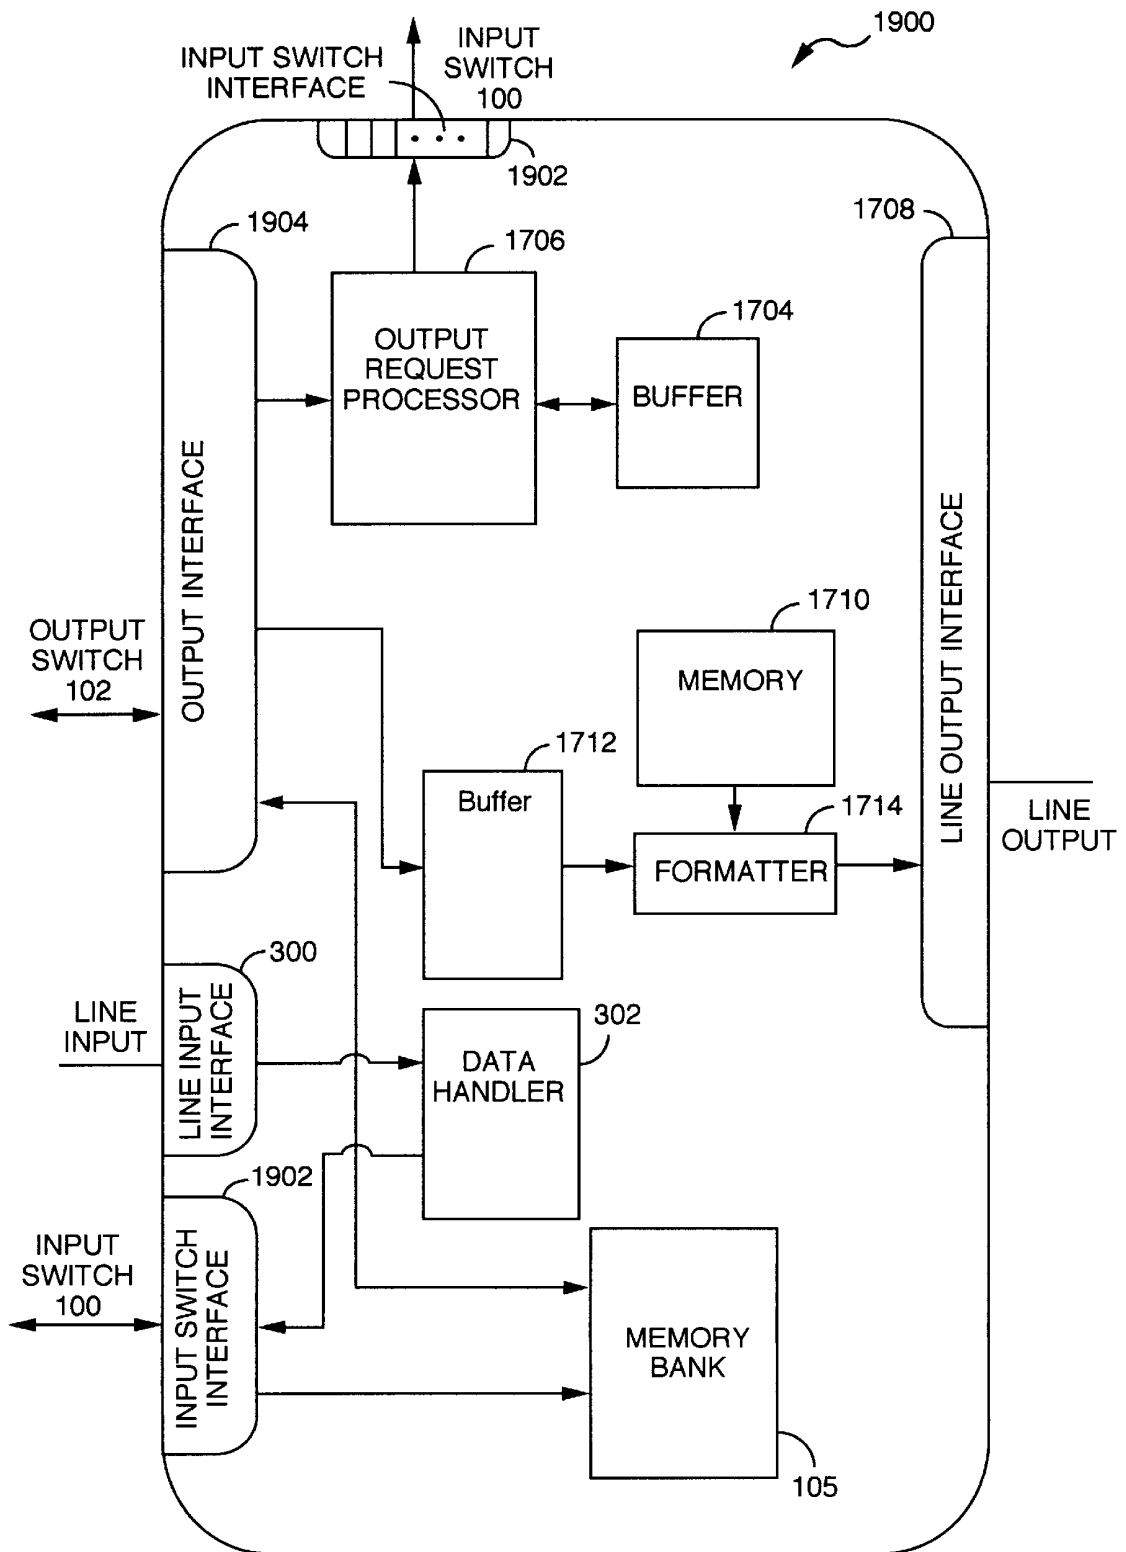 1900
INPUT SWITCH
INTERFACE
INPUT
SWITCH
100
1902
1904
1706
1708
OUTPUT
REQUEST
PROCESSOR
1704
BUFFER
OUTPUT INTERFACE
LINE OUTPUT INTERFACE
OUTPUT
SWITCH
102
1710
MEMORY
1712
Buffer
1714
FORMATTER
LINE
OUTPUT
300
LINE
INPUT
LINE INPUT
INTERFACE
302
DATA
HANDLER
1902
INPUT
SWITCH
100
INPUT SWITCH
INTERFACE
MEMORY
BANK
105